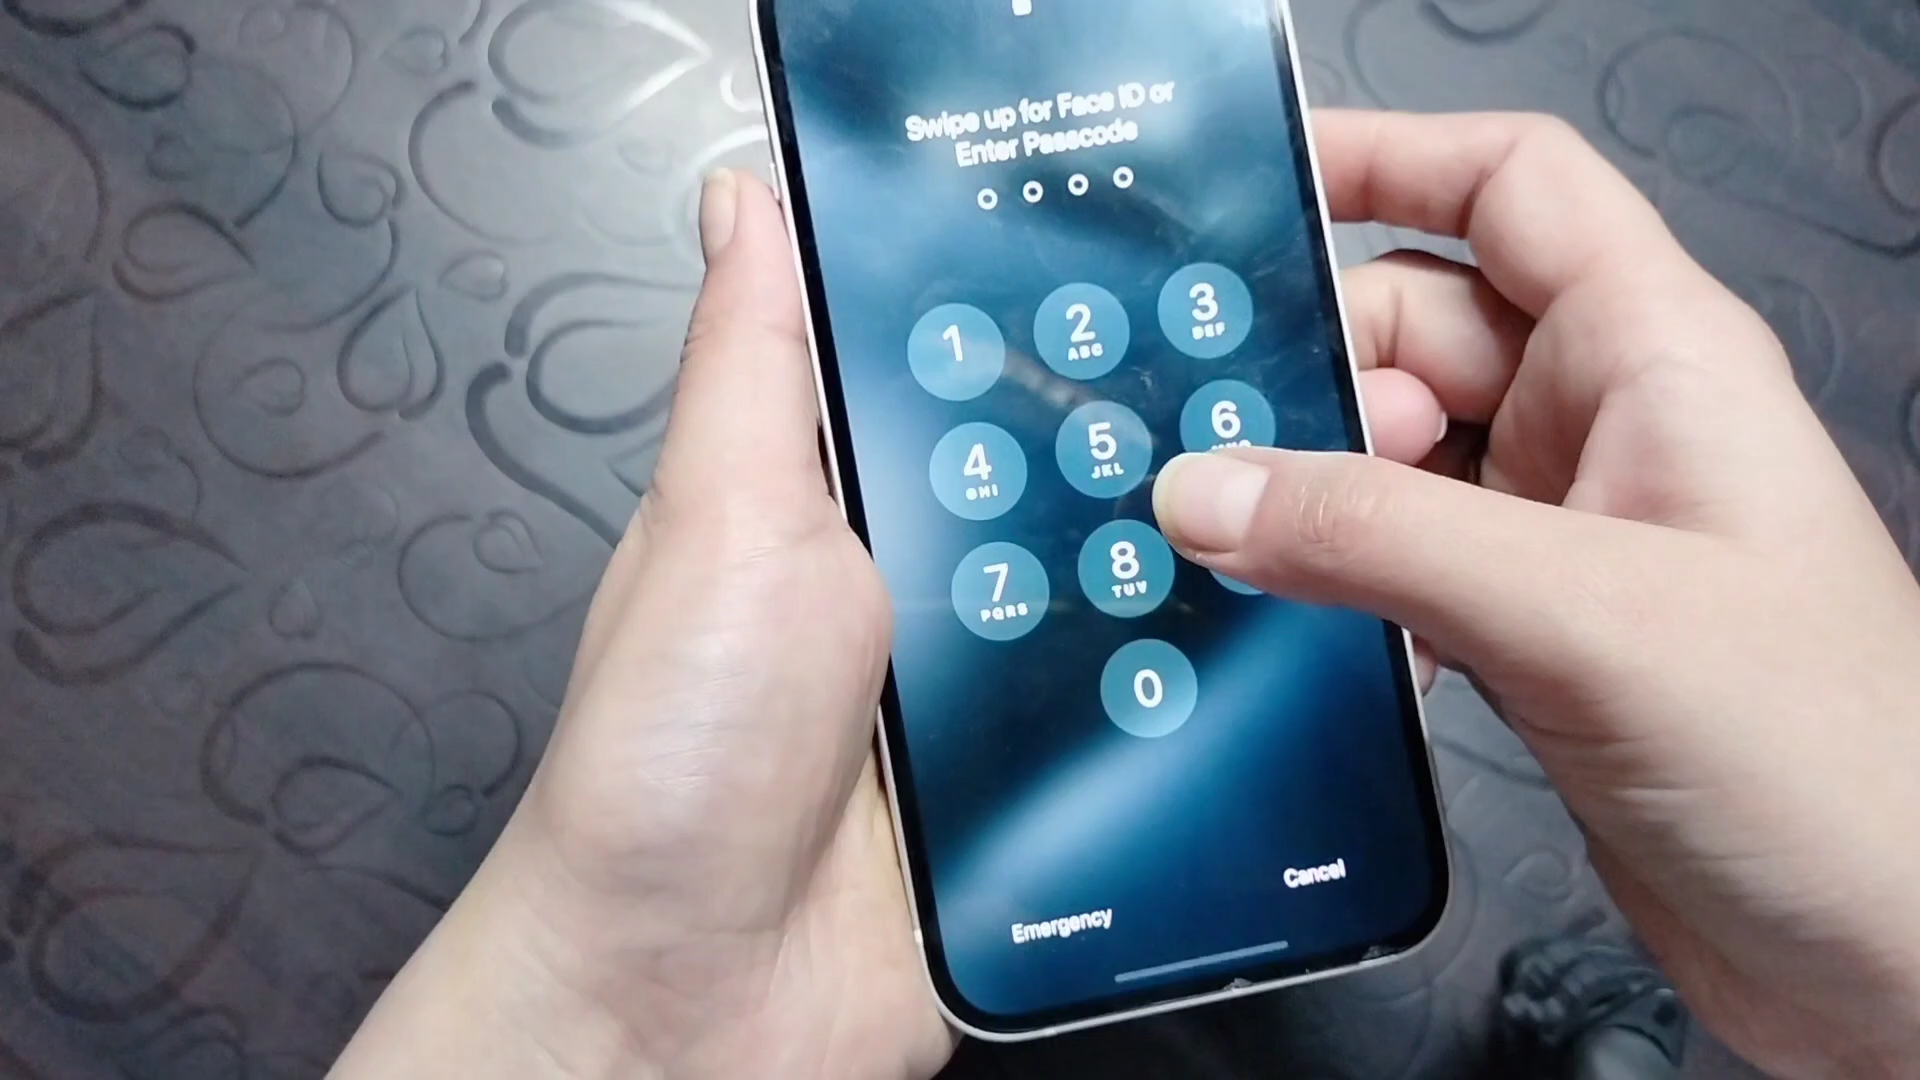 Swipe up for Face ID or
Enter Passcode
1
2
ABC
3
DEF
4
GHI
5
JKL
6
7
PQRS
8
TUV
0
Emergency
Cancel